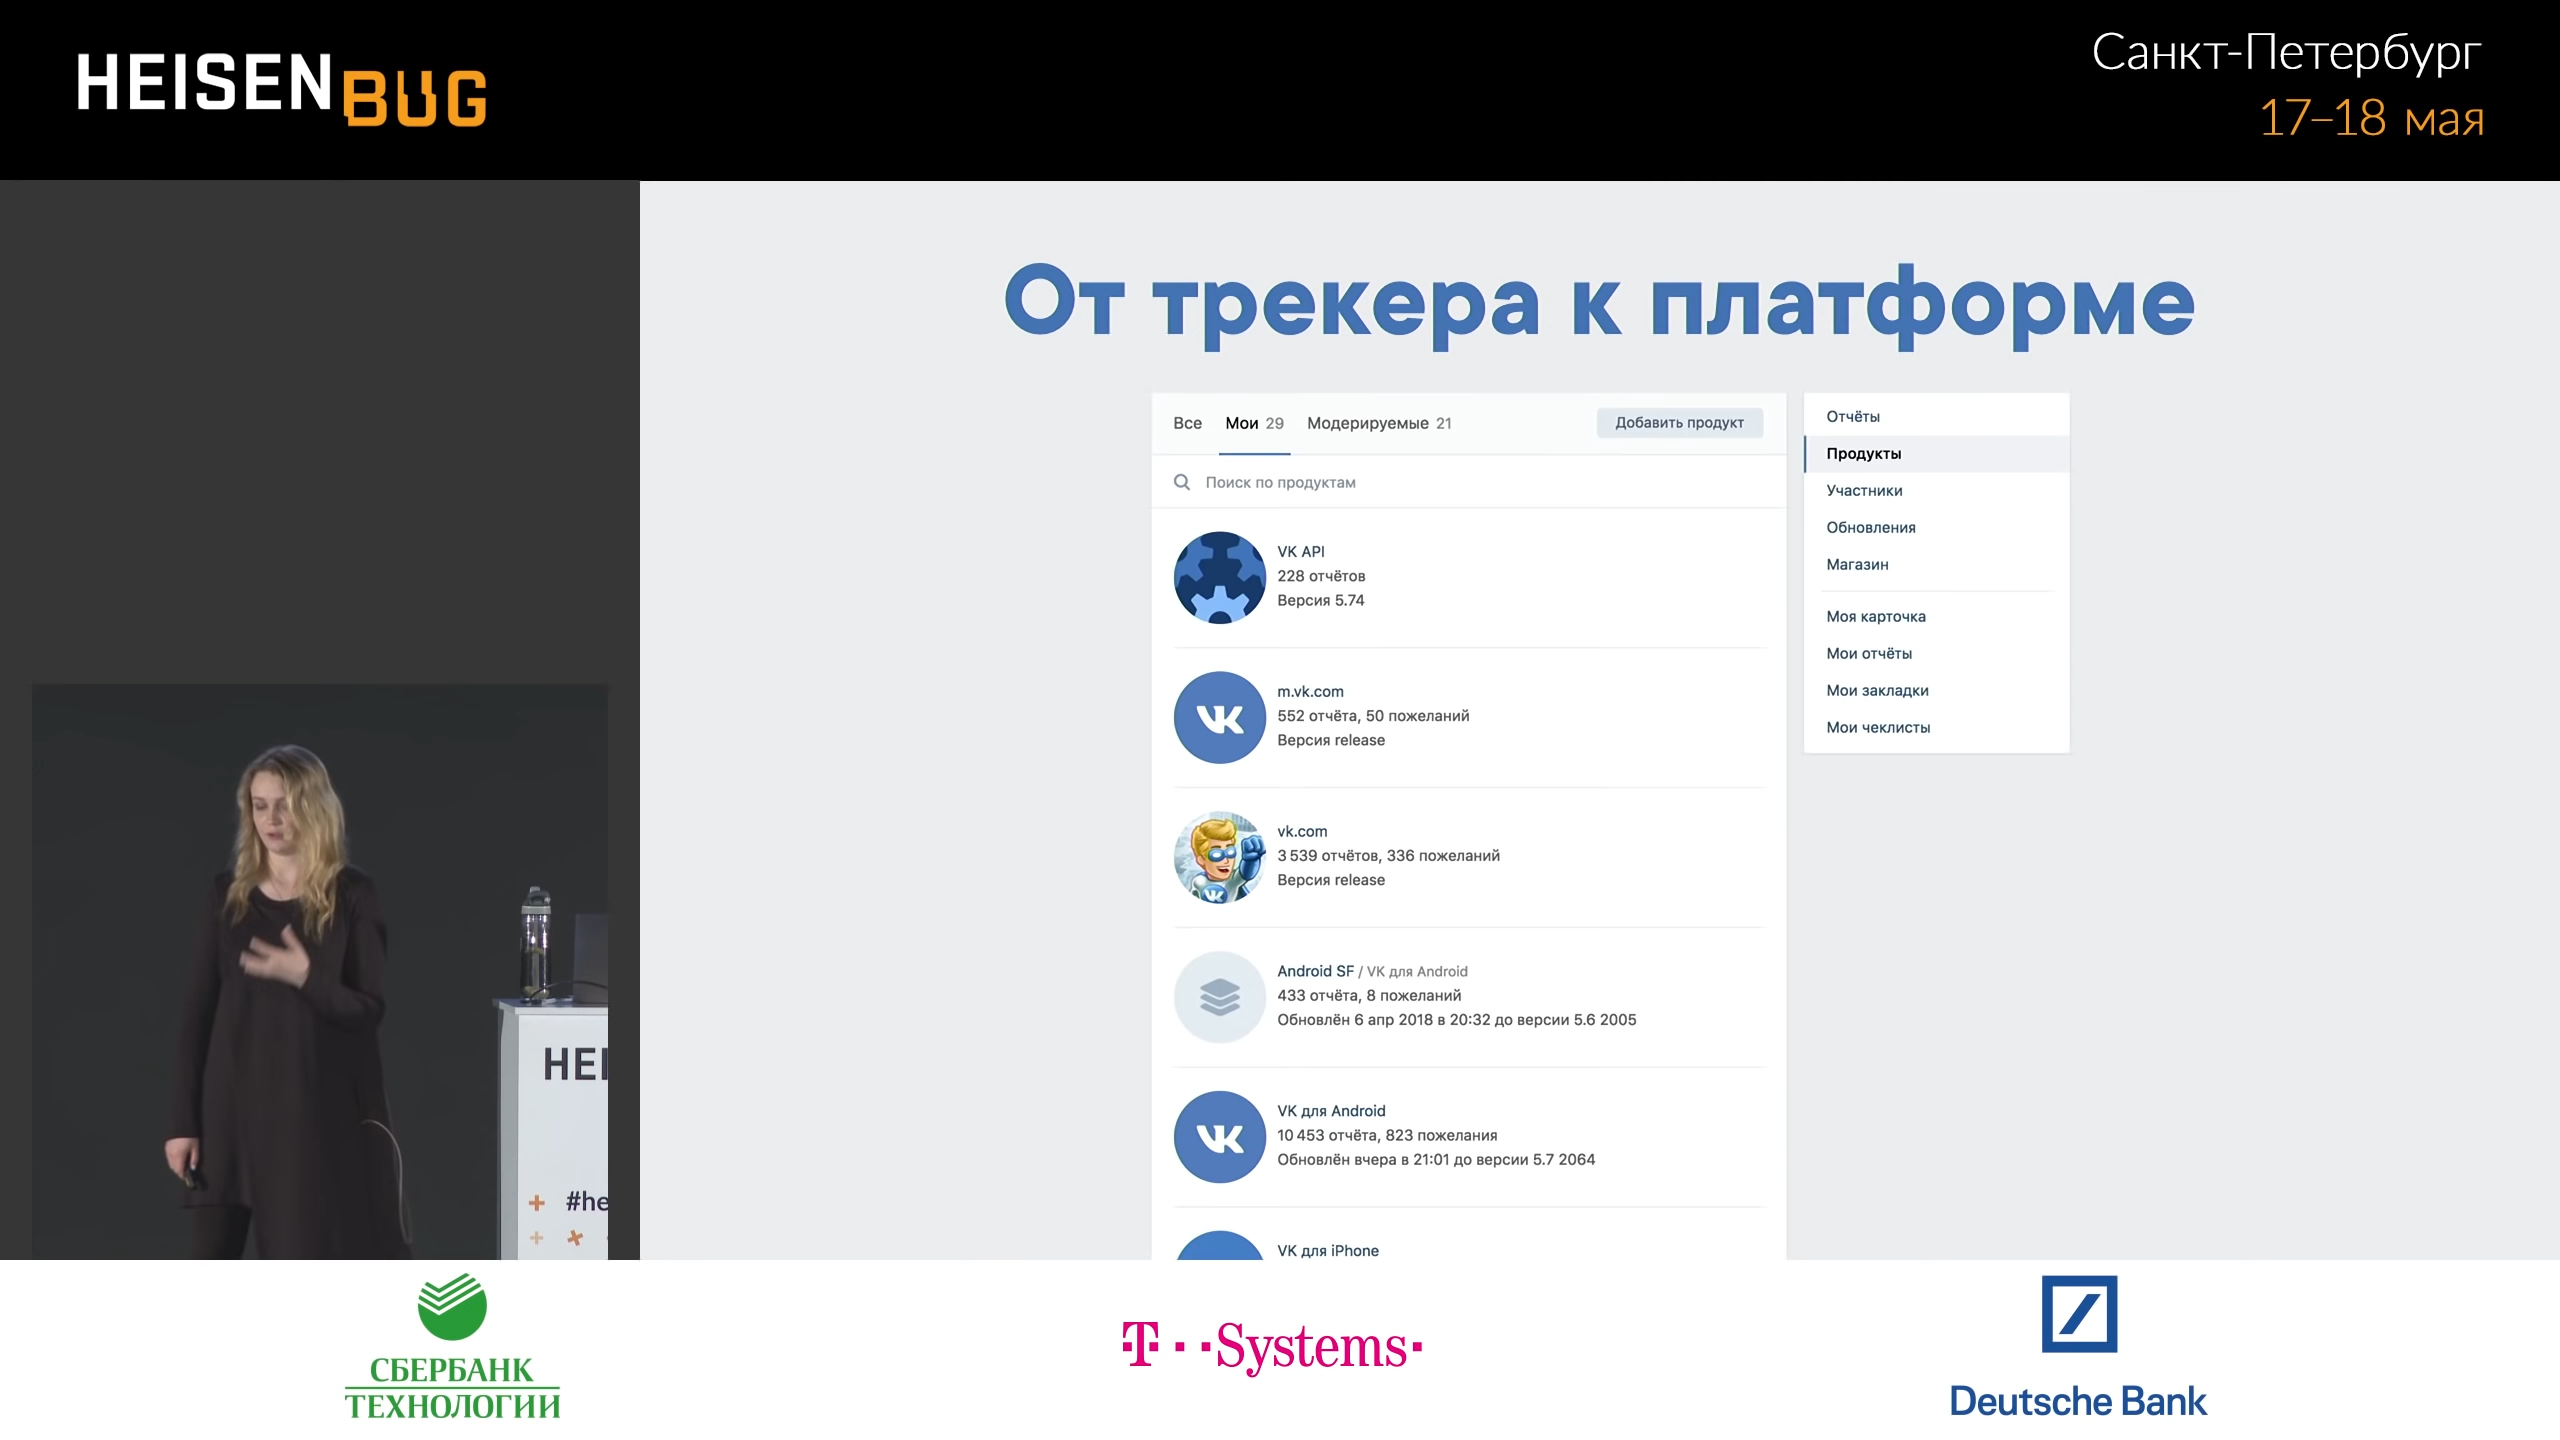 HEISENBUG
Санкт-Петербург
17–18 мая
От трекера к платформе
Все Мои 29 Модерируемые 21 Добавить продукт
Поиск по продуктам
VK API
228 отчётов
Версия 5.74
m.vk.com
552 отчёта, 50 пожеланий
Версия release
vk.com
3 539 отчётов, 336 пожеланий
Версия release
Android SF / VK для Android
433 отчёта, 8 пожеланий
Обновлён 6 апр 2018 в 20:32 до версии 5.6 2005
VK для Android
10 453 отчёта, 823 пожелания
Обновлён вчера в 21:01 до версии 5.7 2064
VK для iPhone
Отчёты
Продукты
Участники
Обновления
Магазин
Моя карточка
Мои отчёты
Мои закладки
Мои чеклисты
HEI
#he
СБЕРБАНК
ТЕХНОЛОГИИ
T··Systems·
Deutsche Bank